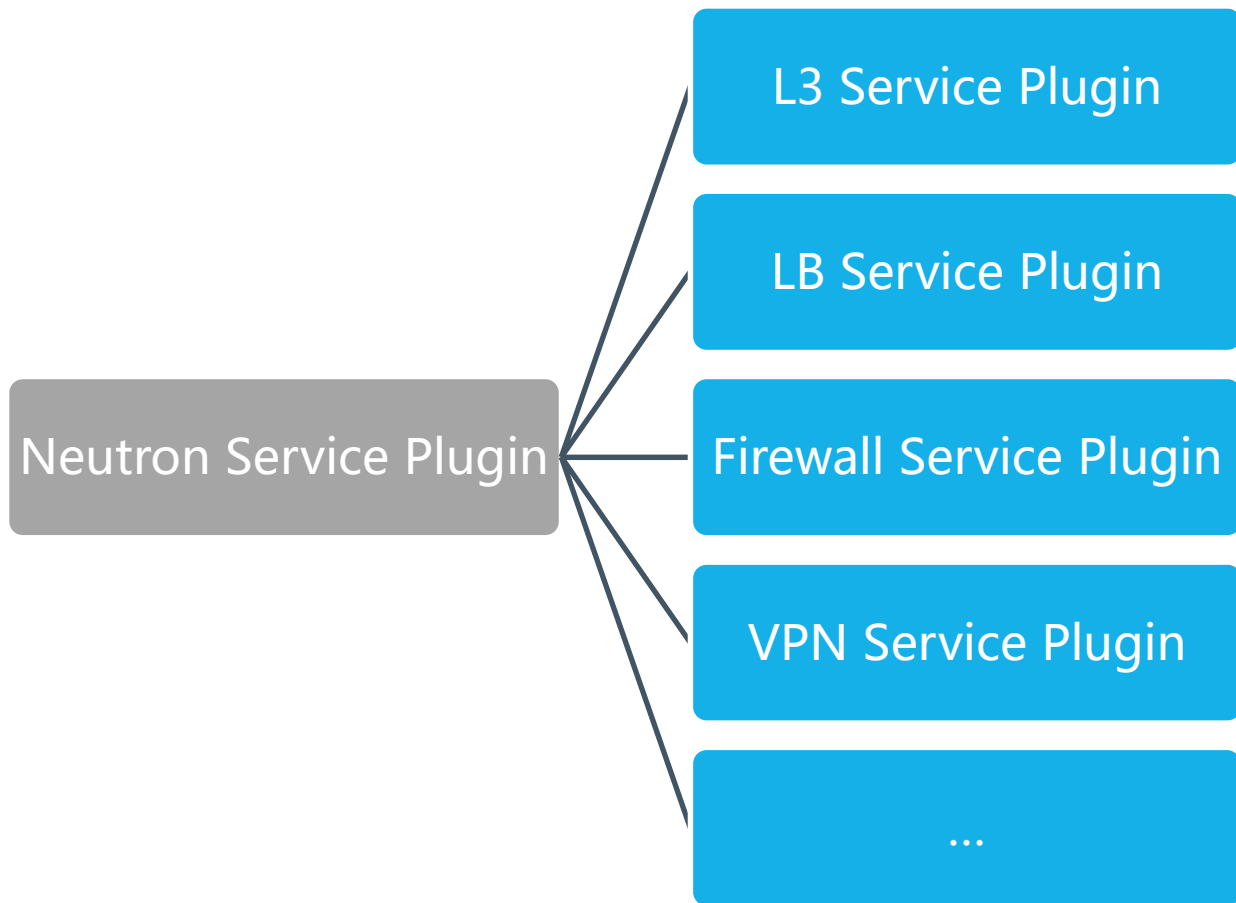 L3 Service Plugin
LB Service Plugin
Neutron Service Plugin
Firewall Service Plugin
VPN Service Plugin
...